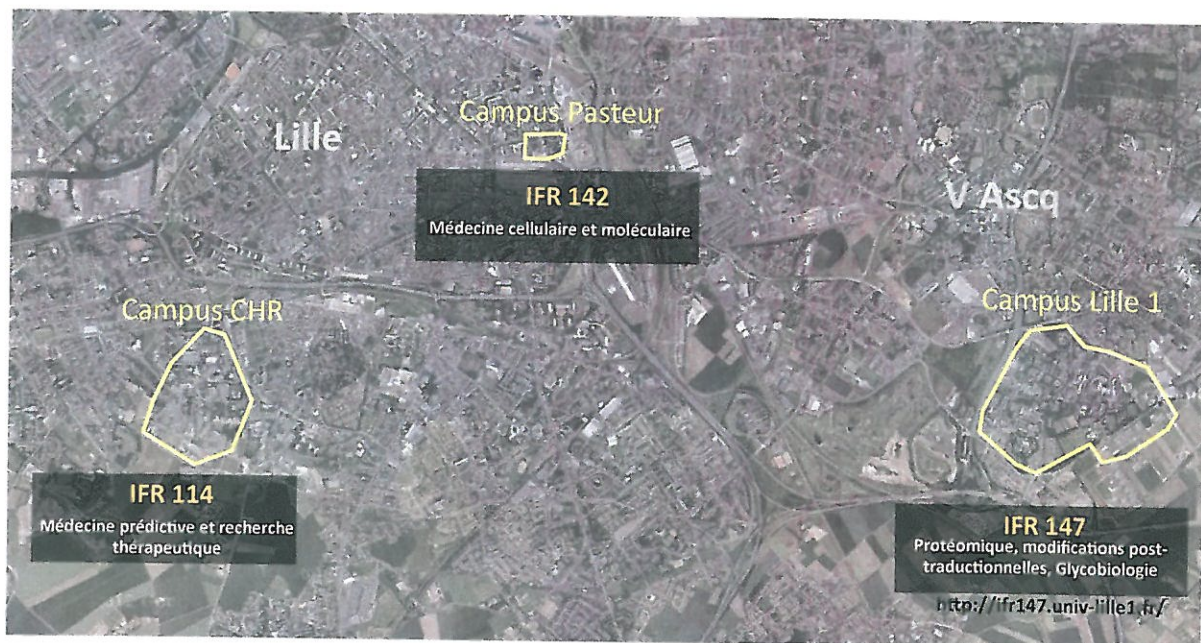 Campus Pasteur
Lille
IFR 142
Médecine cellulaire et moléculaire
V Ascq
Campus CHR
Campus Lille 1
IFR 114
Médecine prédictive et recherche
thérapeutique
IFR 147
Protéomique, modifications post-
traductionnelles, Glycobiologie
http://ifr147.univ-lille1.fr/